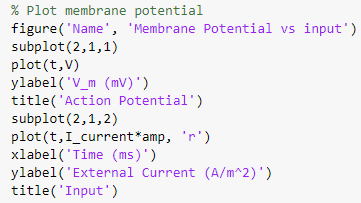 % Plot membrane potential
figure('Name', 'Membrane Potential vs input')
subplot(2,1,1)
plot(t,V)
ylabel('V_m (mV)')
title('Action Potential')
subplot(2,1,2)
plot(t,I_current*amp, 'r')
xlabel('Time (ms)')
ylabel('External Current (A/m^2)')
title('Input')